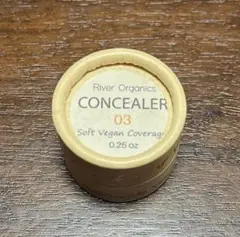 River Organics
CONCEALER
03
Soft Vegan Coverage
0.25 oz